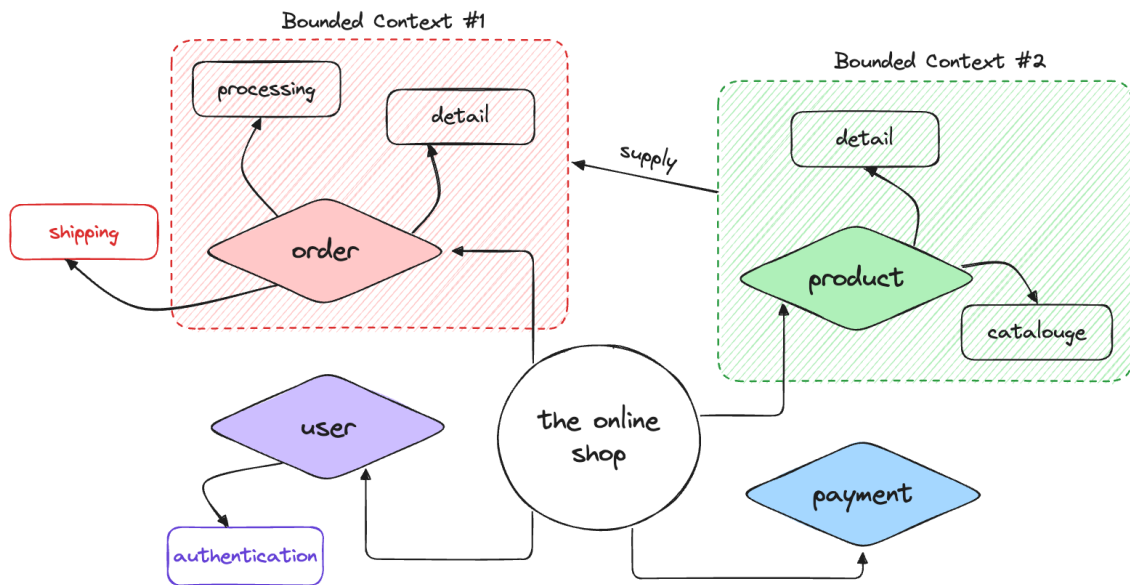 Bounded Context #1
Bounded Context #2
processing
detail
supply
detail
shipping
order
product
catalouge
user
the online
shop
payment
authentication